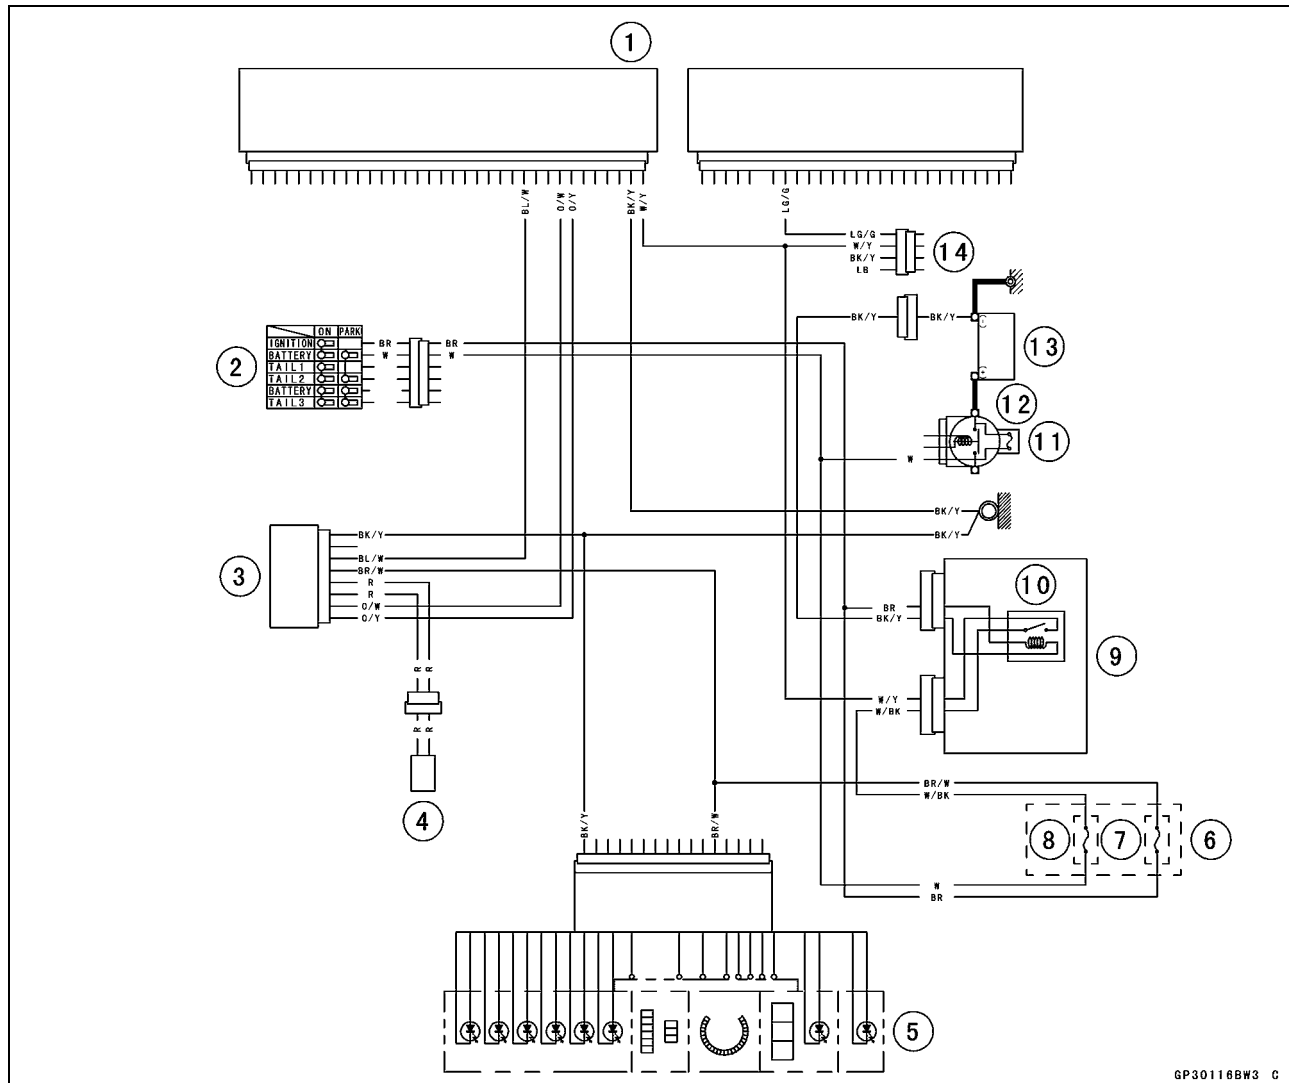 1
BL/W
O/W
O/Y
BK/Y
W/Y
LG/G
LG/G
W/Y
BK/Y
LB
14
BK/Y
BK/Y
13
ON PARK
IGNITION
BATTERY
TAIL1
TAIL2
BATTERY
TAIL3
2
BR
W
BR
W
12
11
W
BK/Y
BK/Y
3
BK/Y
BL/W
BR/W
R
R
O/W
O/Y
10
BR
BK/Y
9
R
R
W/Y
W/BK
R
R
4
BR/W
W/BK
BK/Y
BR/W
8
7
6
W
BR
5
GP30116BW3 C